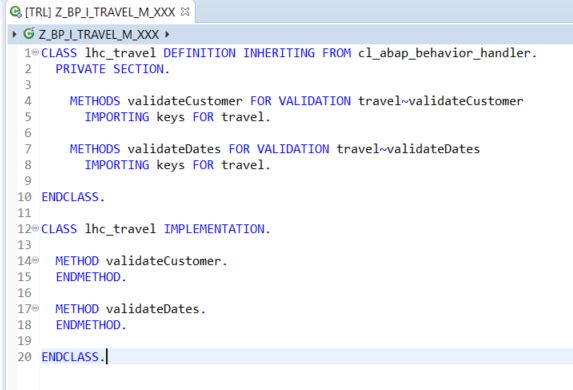 [TRL] Z_BP_I_TRAVEL_M_XXX
Z_BP_I_TRAVEL_M_XXX
1 CLASS lhc_travel DEFINITION INHERITING FROM cl_abap_behavior_handler.
2 PRIVATE SECTION.
3
4 METHODS validateCustomer FOR VALIDATION travel~validateCustomer
5 IMPORTING keys FOR travel.
6
7 METHODS validateDates FOR VALIDATION travel~validateDates
8 IMPORTING keys FOR travel.
9
10 ENDCLASS.
11
12 CLASS lhc_travel IMPLEMENTATION.
13
14 METHOD validateCustomer.
15 ENDMETHOD.
16
17 METHOD validateDates.
18 ENDMETHOD.
19
20 ENDCLASS.